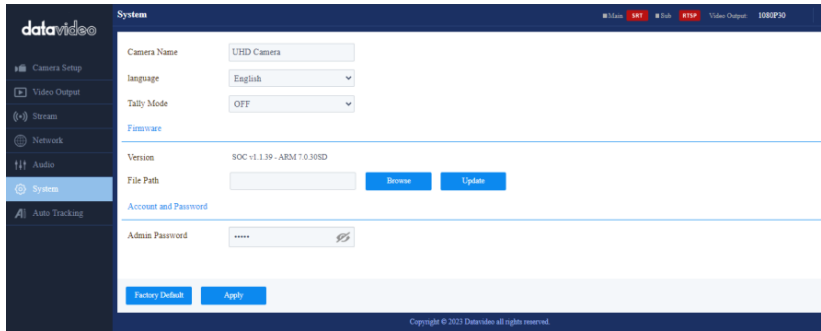 datavideo
System
Main SRT Sub RTSP Video Output: 1080P30
Camera Setup
Video Output
Stream
Network
Audio
System
Auto Tracking
Camera Name UHD Camera
language English
Tally Mode OFF
Firmware
Version SOC v1.1.39 - ARM 7.0.30SD
File Path Browse Update
Account and Password
Admin Password •••••
Factory Default Apply
Copyright © 2023 Datavideo all rights reserved.